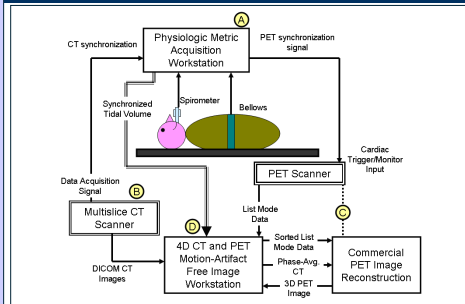 A
Physiologic Metric
Acquisition
Workstation
CT synchronization
PET synchronization
signal
Synchronized
Tidal Volume
Spirometer
Bellows
Cardiac
Trigger/Monitor
Input
PET Scanner
Data Acquisition
Signal
B
Multislice CT
Scanner
List Mode
Data
C
D
4D CT and PET
Motion-Artifact
Free Image
Workstation
Sorted List
Mode Data
Phase-Avg.
CT
3D PET
Image
Commercial
PET Image
Reconstruction
DICOM CT
Images